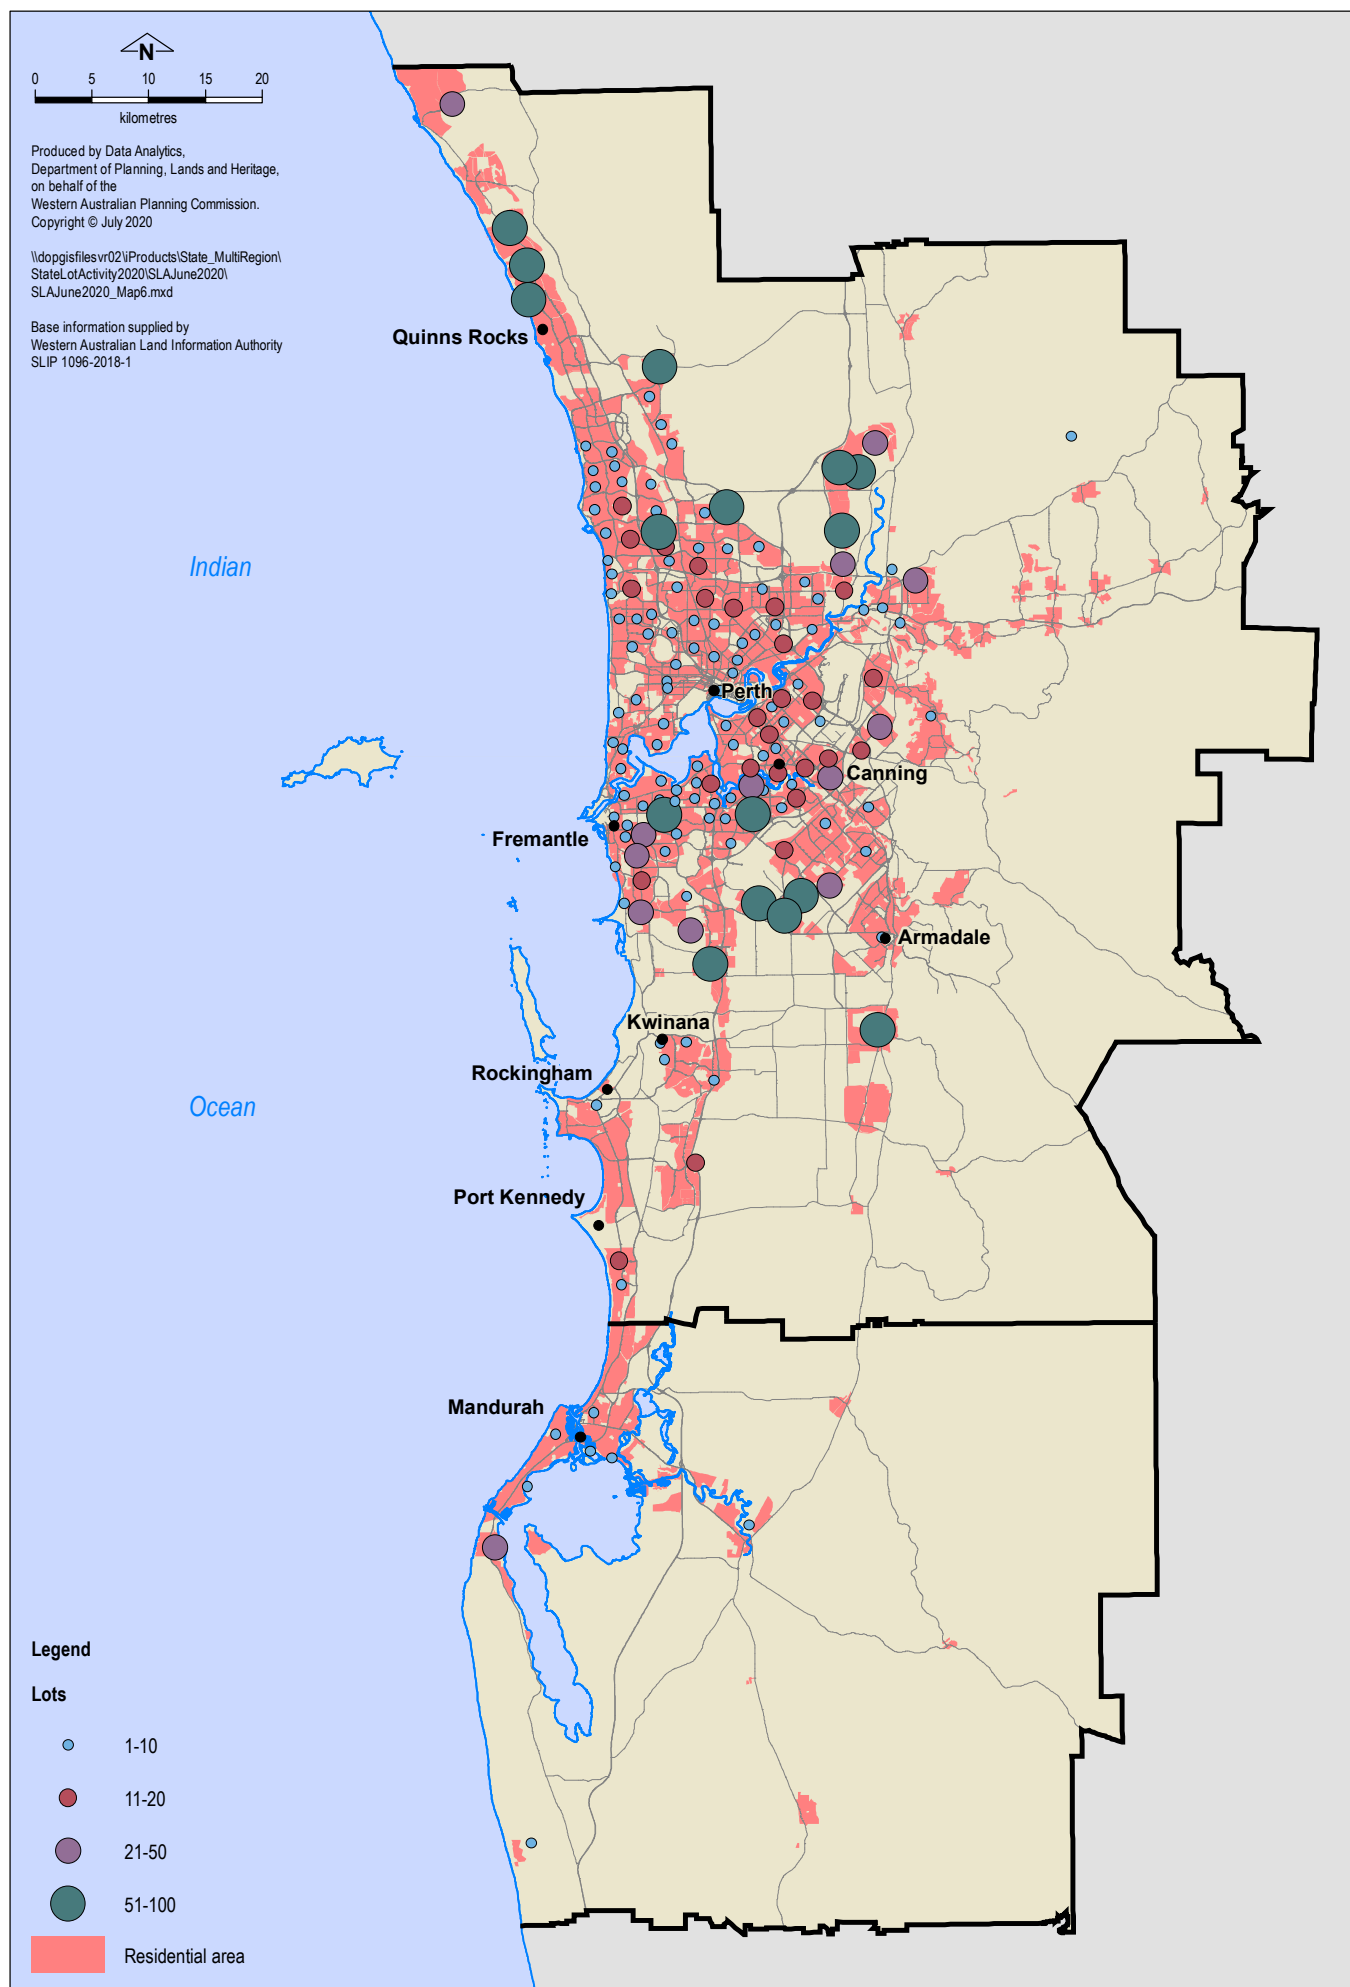 N
0 5 10 15 20
kilometres
Produced by Data Analytics,
Department of Planning, Lands and Heritage,
on behalf of the
Western Australian Planning Commission.
Copyright © July 2020
\\dopgisfilesvr02\iProducts\State_MultiRegion\
StateLotActivity2020\SLAJune2020\
SLAJune2020_Map6.mxd
Base information supplied by
Western Australian Land Information Authority
SLIP 1096-2018-1
Quinns Rocks
Indian
Perth
Canning
Fremantle
Armadale
Kwinana
Rockingham
Ocean
Port Kennedy
Mandurah
Legend
Lots
1-10
11-20
21-50
51-100
Residential area